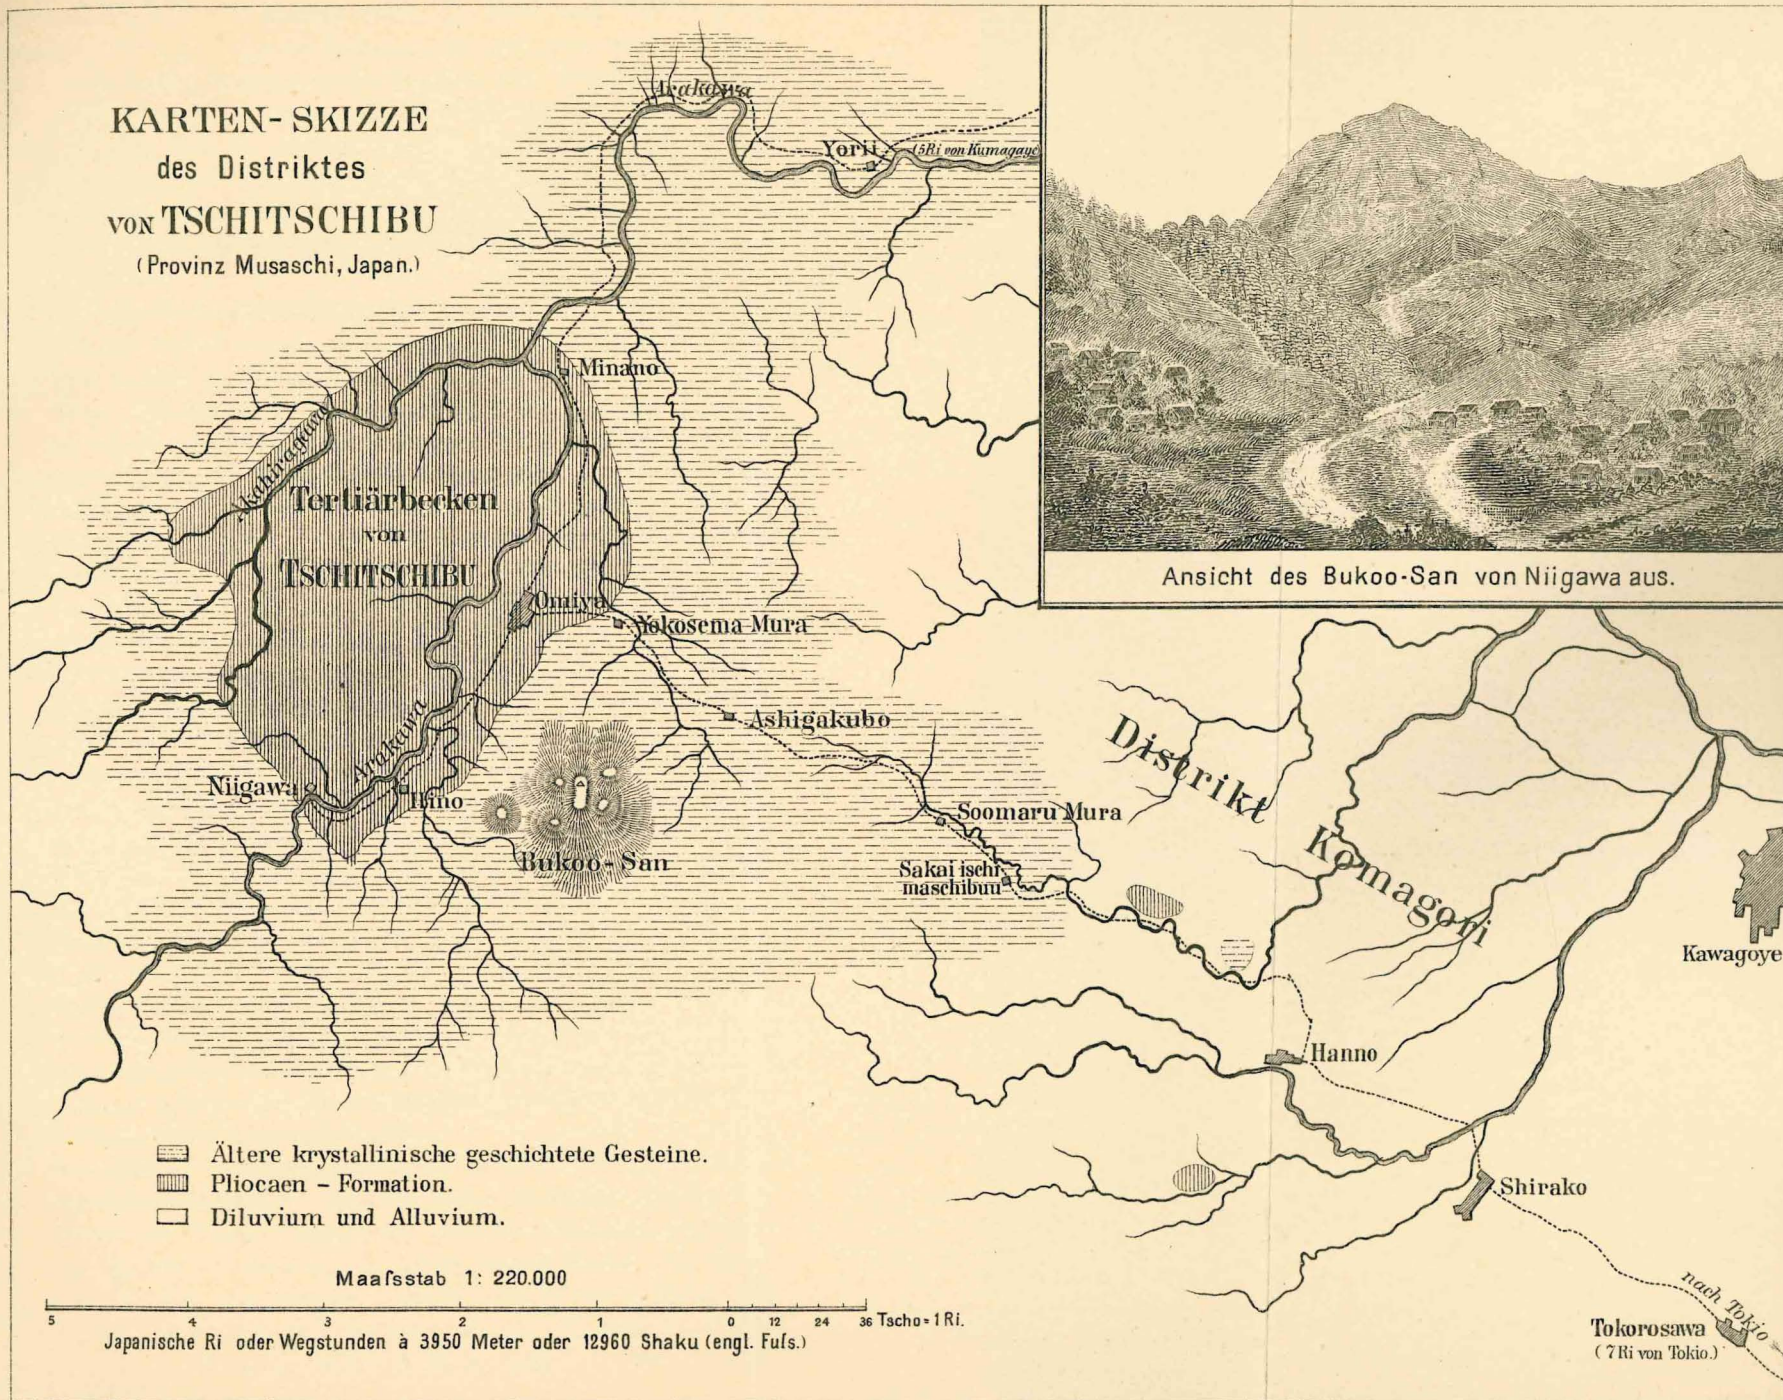 KARTEN-SKIZZE
des Distriktes
VON TSCHITSCHIBU
(Provinz Musaschi, Japan.)
Arakawa
Yorii
(5 Ri von Kumagaye
Minano
Akahiragawa
Tertiärbecken
von
TSCHITSCHIBU
Omiya
Yokosema Mura
Ansicht des Bukoo-San von Niigawa aus.
Ashigakubo
Distrikt Komagori
Arakawa
Niigawa
Hino
Bukoo-San
Soomaru Mura
Sakai ischi
maschibuu
Kawagoye
Hanno
Shirako
nach Tokio
Tokorosawa
(7 Ri von Tokio.)
Ältere krystallinische geschichtete Gesteine.
Pliocaen - Formation.
Diluvium und Alluvium.
Maaſsstab 1: 220.000
5 4 3 2 1 0 12 24 36 Tscho = 1 Ri.
Japanische Ri oder Wegstunden à 3950 Meter oder 12960 Shaku (engl. Fuſs.)